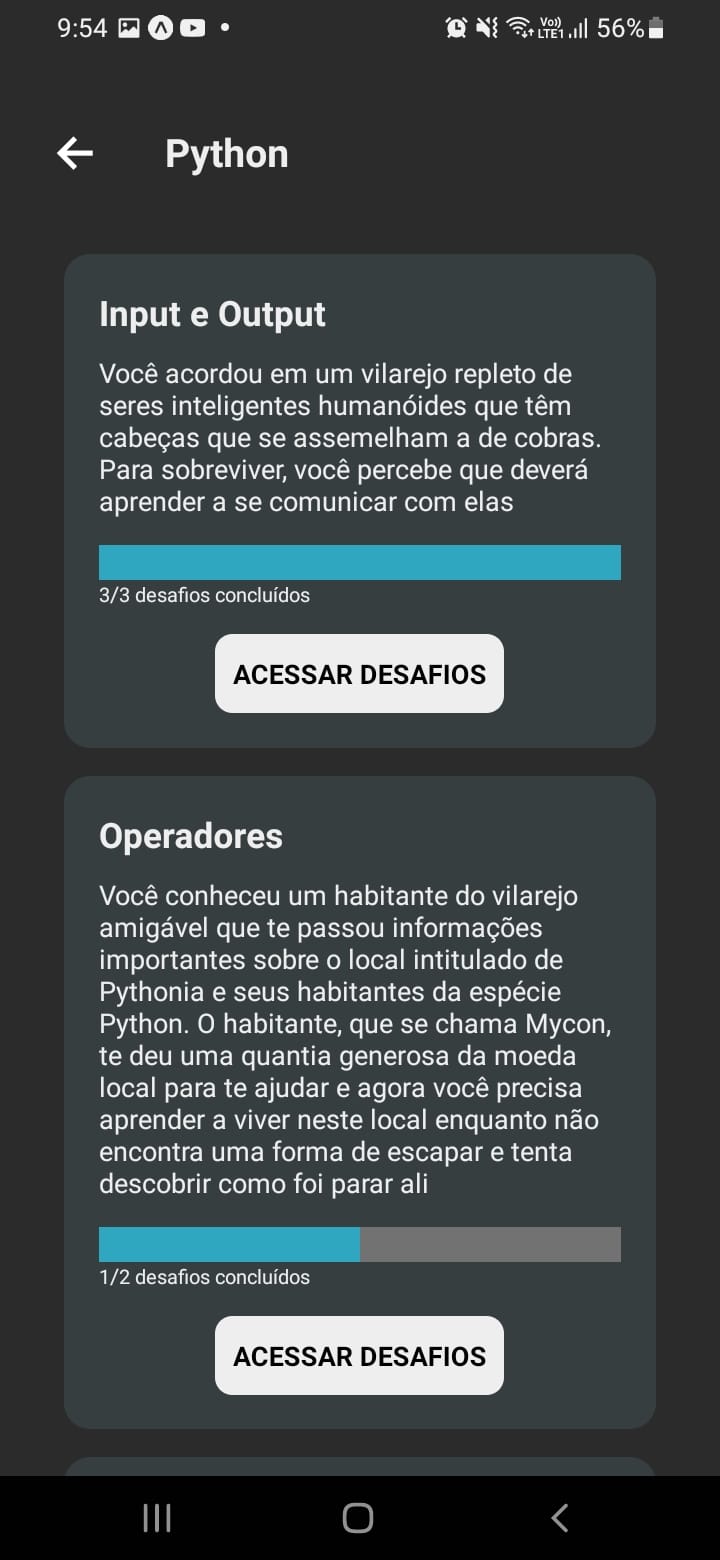 9:54 Vo)) LTE1 56%
Python
Input e Output
Você acordou em um vilarejo repleto de
seres inteligentes humanóides que têm
cabeças que se assemelham a de cobras.
Para sobreviver, você percebe que deverá
aprender a se comunicar com elas
3/3 desafios concluídos
ACESSAR DESAFIOS
Operadores
Você conheceu um habitante do vilarejo
amigável que te passou informações
importantes sobre o local intitulado de
Pythonia e seus habitantes da espécie
Python. O habitante, que se chama Mycon,
te deu uma quantia generosa da moeda
local para te ajudar e agora você precisa
aprender a viver neste local enquanto não
encontra uma forma de escapar e tenta
descobrir como foi parar ali
1/2 desafios concluídos
ACESSAR DESAFIOS